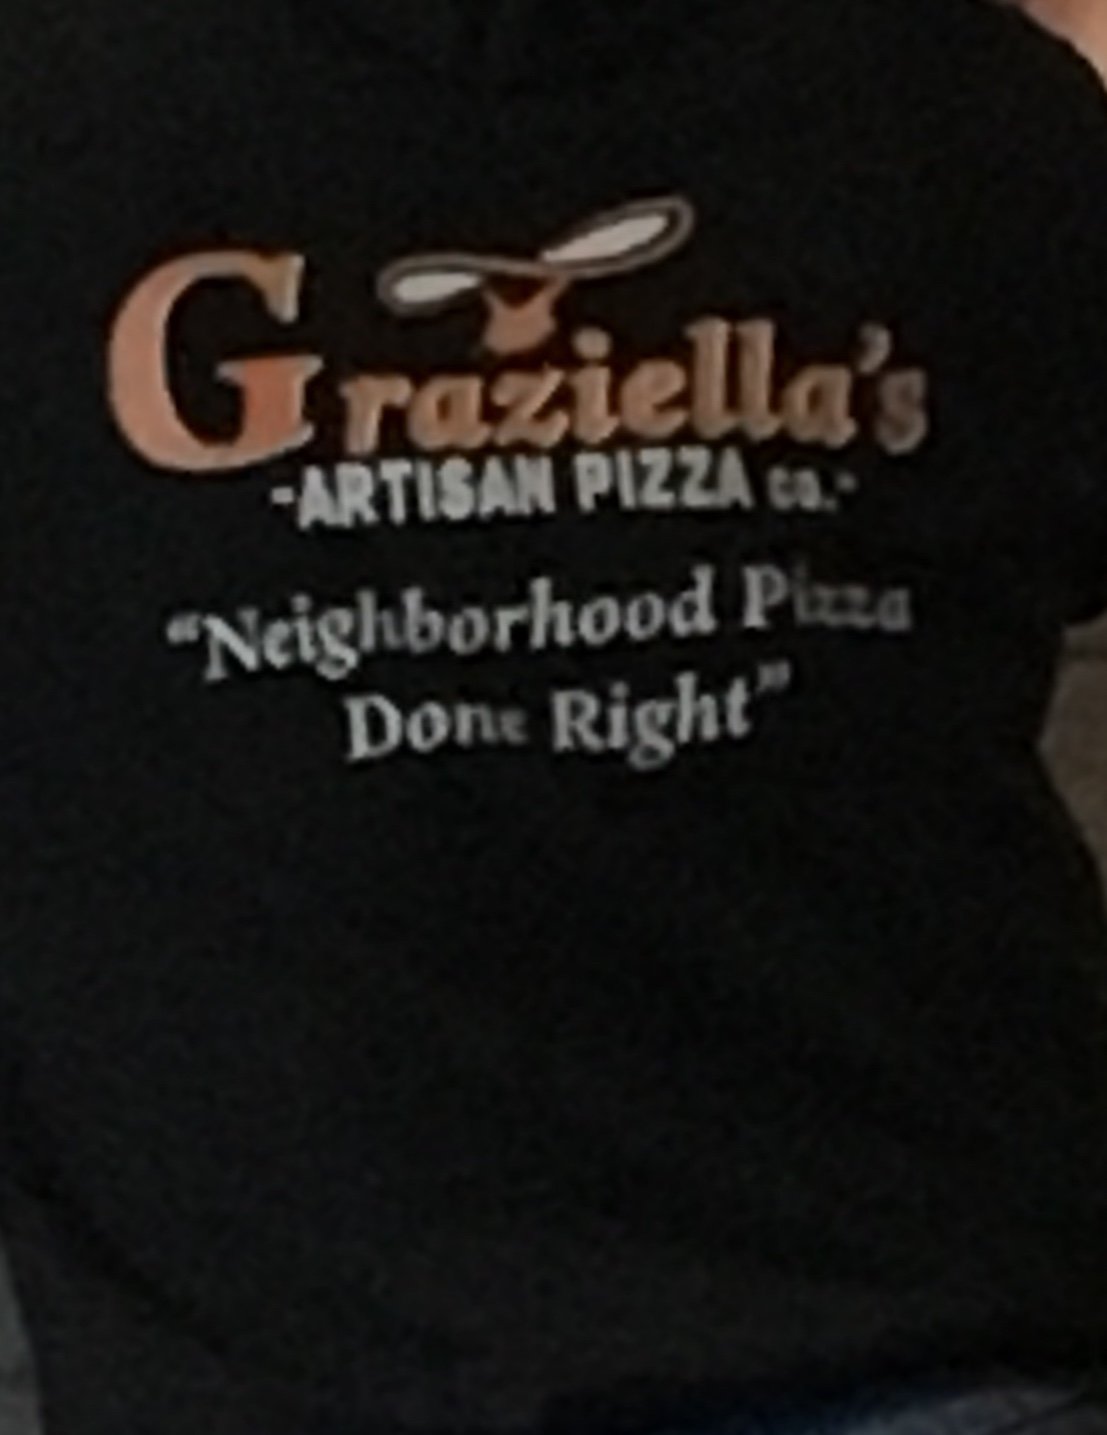 Graziella's
-ARTISAN PIZZA co.-
“Neighborhood Pizza
Done Right”